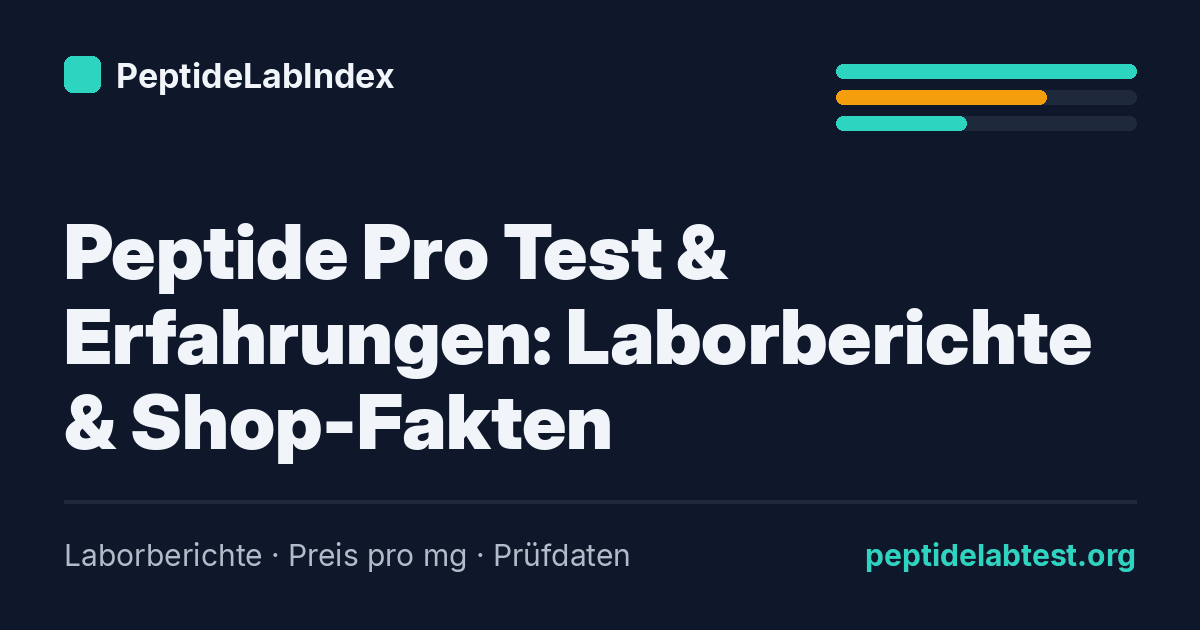 PeptideLabIndex
Peptide Pro Test &
Erfahrungen: Laborberichte
& Shop-Fakten
Laborberichte · Preis pro mg · Prüfdaten
peptidelabtest.org